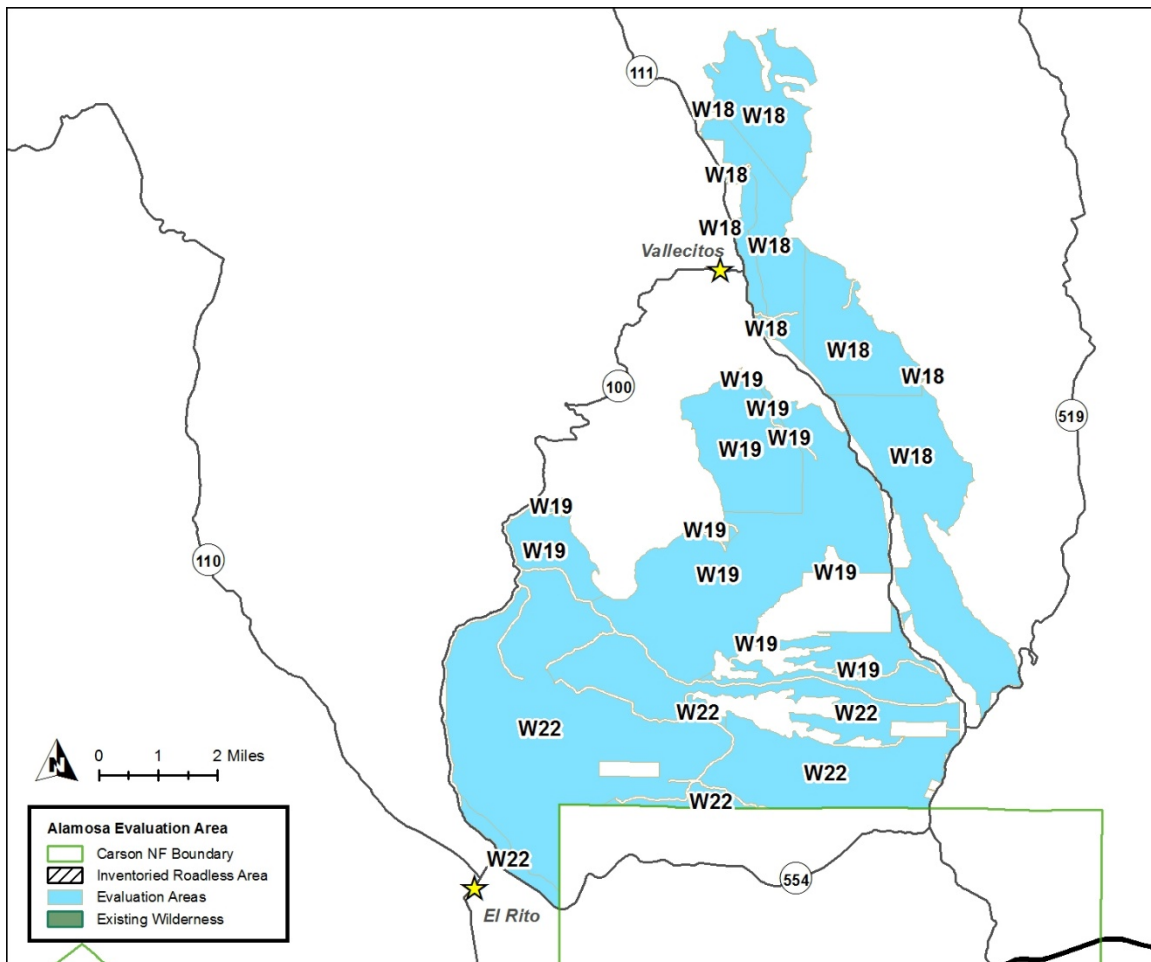 111
W18
W18
W18
W18
Vallecitos
W18
W18
W18
W18
W19
100
W19
519
W19
W19
W18
W19
W19
W19
110
W19
W19
W19
W19
W22
W22
W22
N
0 1 2 Miles
W22
W22
Alamosa Evaluation Area
Carson NF Boundary
Inventoried Roadless Area
Evaluation Areas
Existing Wilderness
W22
554
El Rito